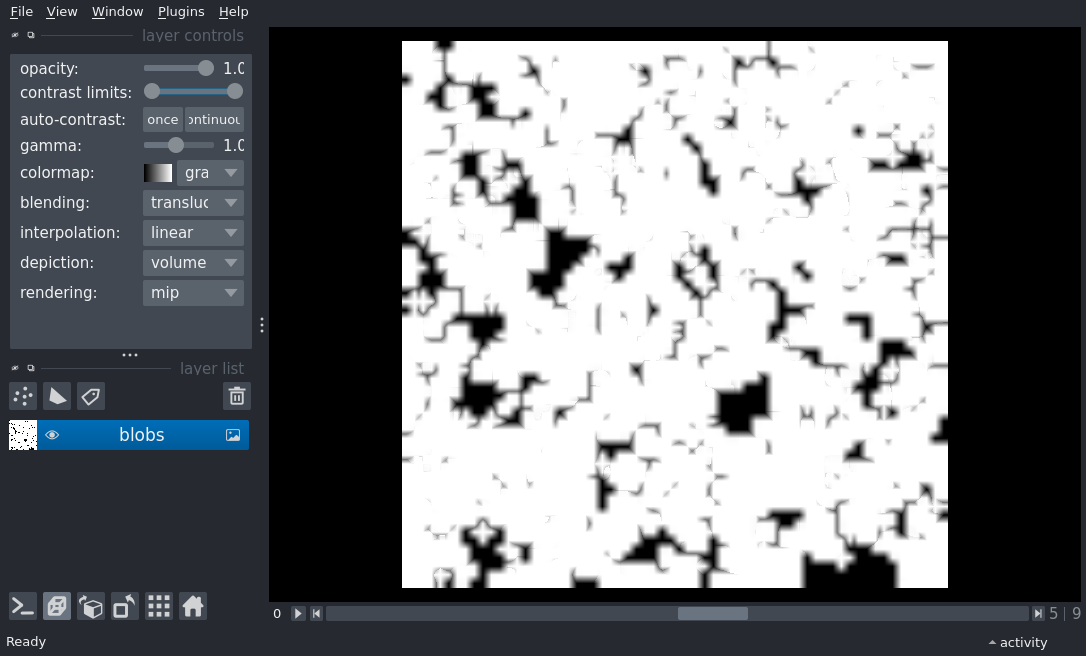 File View Window Plugins Help
layer controls
opacity: 1.0
contrast limits:
auto-contrast: once ontinuou
gamma: 1.0
colormap: gra
blending: transluc
interpolation: linear
depiction: volume
rendering: mip
layer list
blobs
0 5 | 9
Ready activity